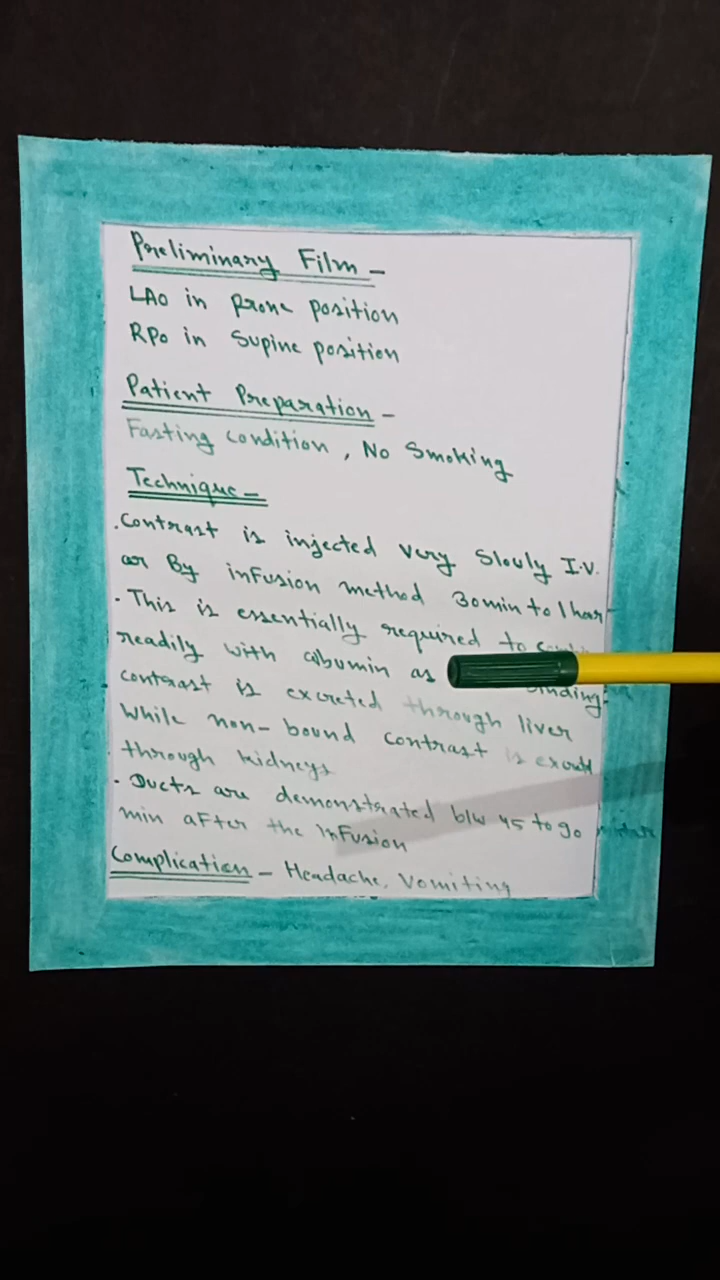 Preliminary Film -
LAO in prone position
RPO in Supine position
Patient Preparation -
Fasting Condition, No Smoking
Technique -
. Contrast is injected very Slowly I.V.
or By inFusion method 30min to 1 hour
. This is essentially required to
readily with albumin as binding.
contrast is excreted through liver
While non-bound contrast is
through kidneys
. Ducts are demonstrated b/w 45 to 90
min aFter the InFusion
Complication - Headache, Vomiting